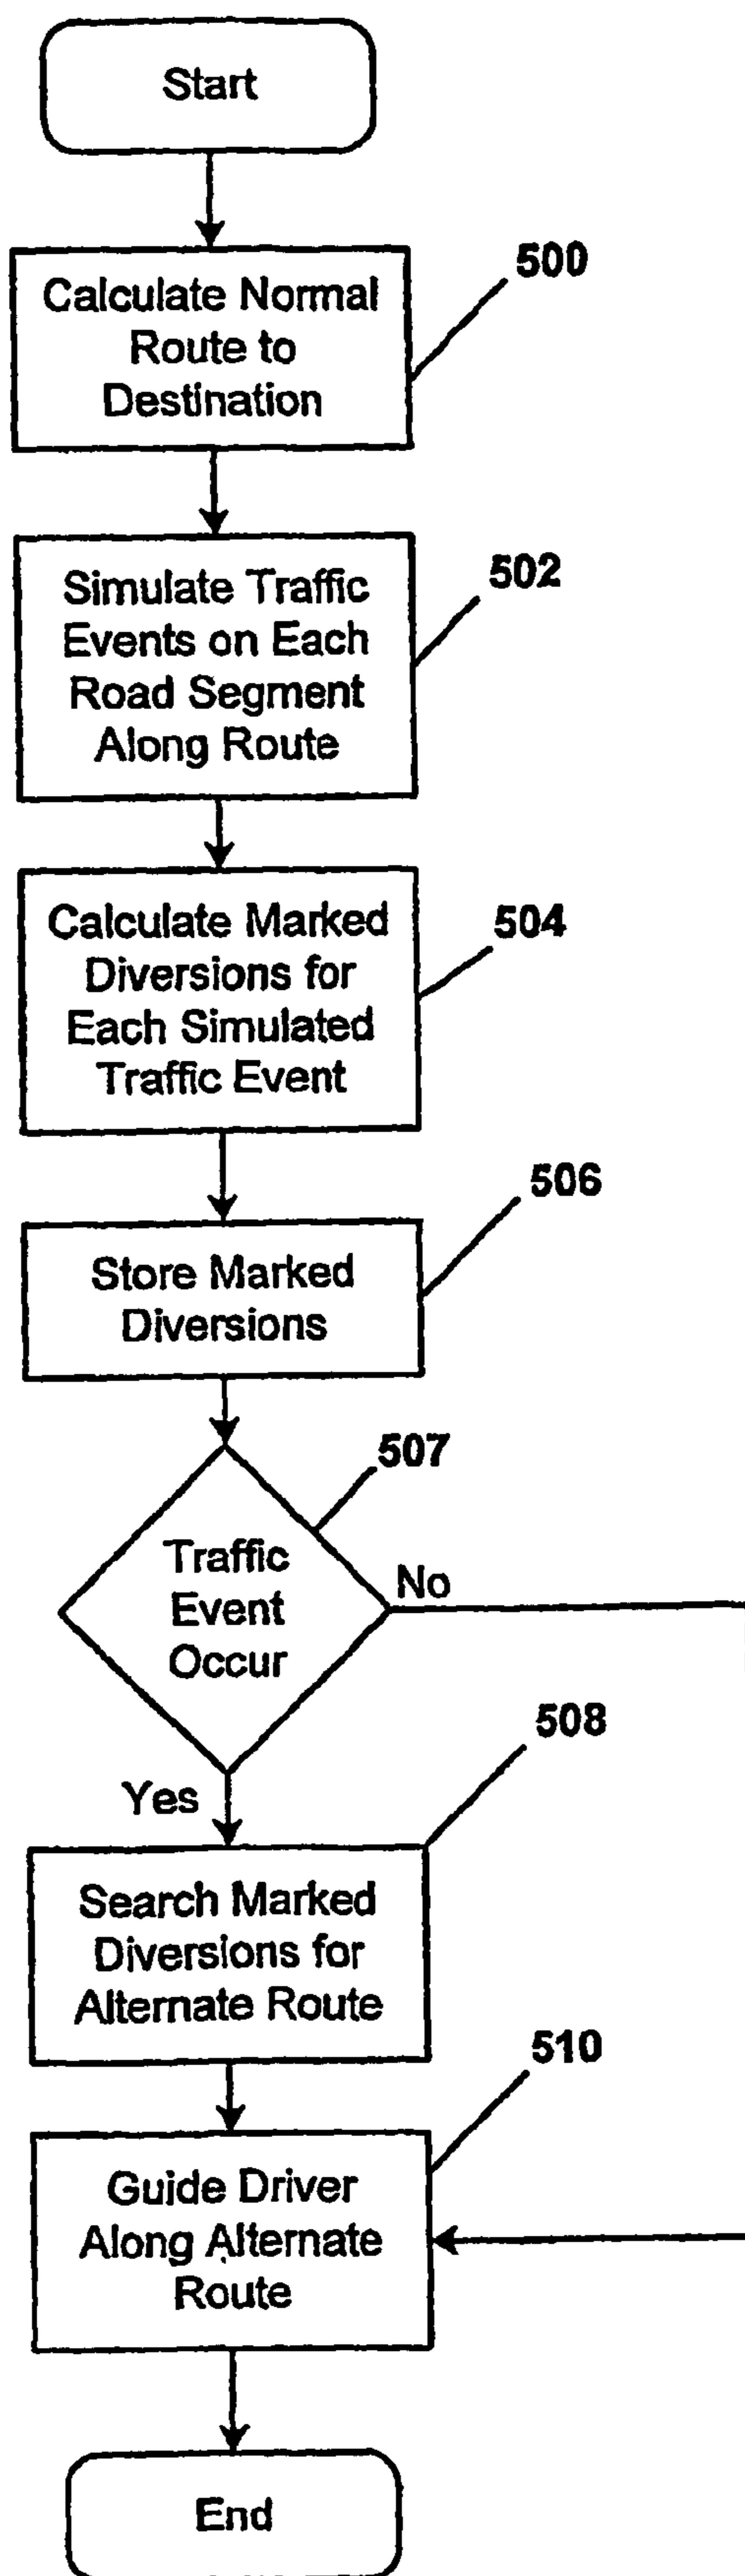 Start
500
Calculate Normal
Route to
Destination
502
Simulate Traffic
Events on Each
Road Segment
Along Route
504
Calculate Marked
Diversions for
Each Simulated
Traffic Event
506
Store Marked
Diversions
507
Traffic
Event
Occur
No
Yes
508
Search Marked
Diversions for
Alternate Route
510
Guide Driver
Along Alternate
Route
End